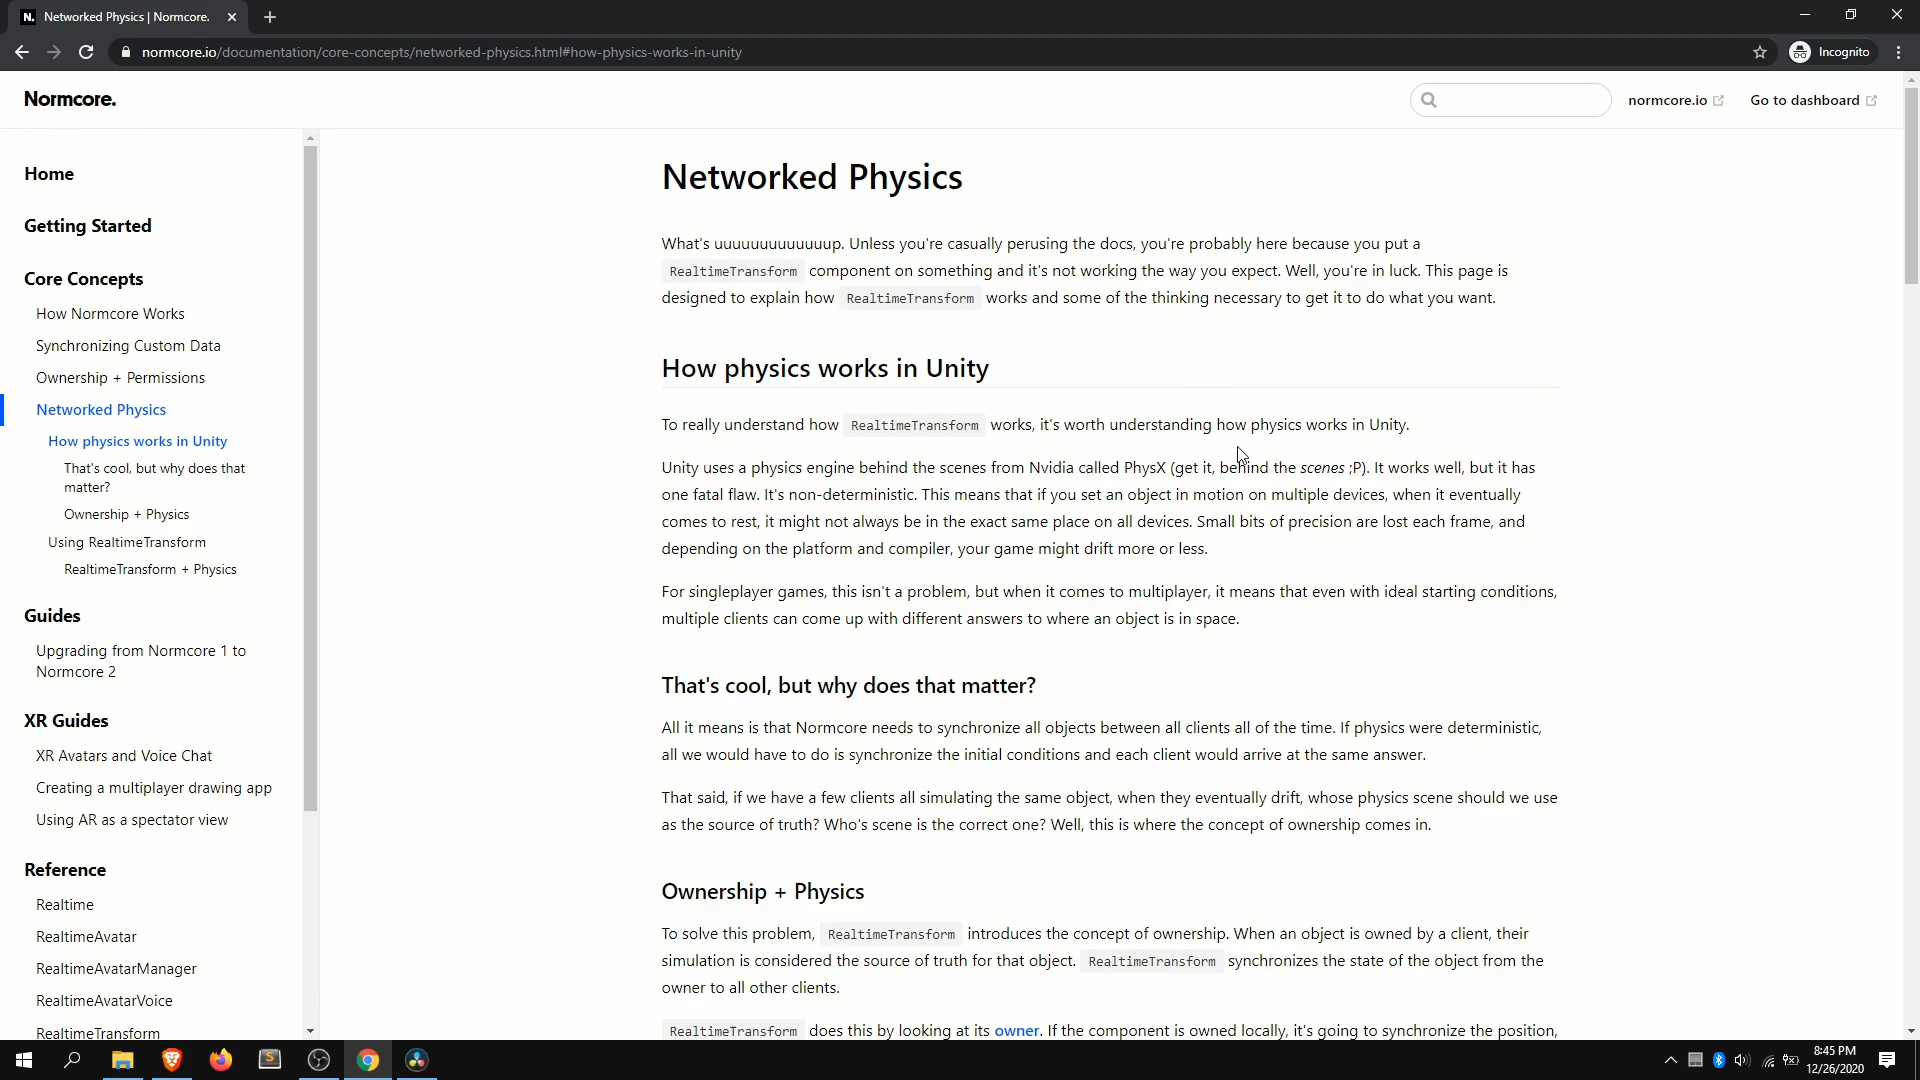 N. Networked Physics | Normcore.
normcore.io/documentation/core-concepts/networked-physics.html#how-physics-works-in-unity
Incognito
Normcore.
normcore.io
Go to dashboard
Home
Getting Started
Core Concepts
How Normcore Works
Synchronizing Custom Data
Ownership + Permissions
Networked Physics
How physics works in Unity
That's cool, but why does that
matter?
Ownership + Physics
Using RealtimeTransform
RealtimeTransform + Physics
Guides
Upgrading from Normcore 1 to
Normcore 2
XR Guides
XR Avatars and Voice Chat
Creating a multiplayer drawing app
Using AR as a spectator view
Reference
Realtime
RealtimeAvatar
RealtimeAvatarManager
RealtimeAvatarVoice
RealtimeTransform
Networked Physics
What's uuuuuuuuuuuuup. Unless you're casually perusing the docs, you're probably here because you put a
RealtimeTransform component on something and it's not working the way you expect. Well, you're in luck. This page is
designed to explain how RealtimeTransform works and some of the thinking necessary to get it to do what you want.
How physics works in Unity
To really understand how RealtimeTransform works, it's worth understanding how physics works in Unity.
Unity uses a physics engine behind the scenes from Nvidia called PhysX (get it, behind the scenes ;P). It works well, but it has
one fatal flaw. It's non-deterministic. This means that if you set an object in motion on multiple devices, when it eventually
comes to rest, it might not always be in the exact same place on all devices. Small bits of precision are lost each frame, and
depending on the platform and compiler, your game might drift more or less.
For singleplayer games, this isn't a problem, but when it comes to multiplayer, it means that even with ideal starting conditions,
multiple clients can come up with different answers to where an object is in space.
That's cool, but why does that matter?
All it means is that Normcore needs to synchronize all objects between all clients all of the time. If physics were deterministic,
all we would have to do is synchronize the initial conditions and each client would arrive at the same answer.
That said, if we have a few clients all simulating the same object, when they eventually drift, whose physics scene should we use
as the source of truth? Who's scene is the correct one? Well, this is where the concept of ownership comes in.
Ownership + Physics
To solve this problem, RealtimeTransform introduces the concept of ownership. When an object is owned by a client, their
simulation is considered the source of truth for that object. RealtimeTransform synchronizes the state of the object from the
owner to all other clients.
RealtimeTransform does this by looking at its owner. If the component is owned locally, it's going to synchronize the position,
S
8:45 PM
12/26/2020